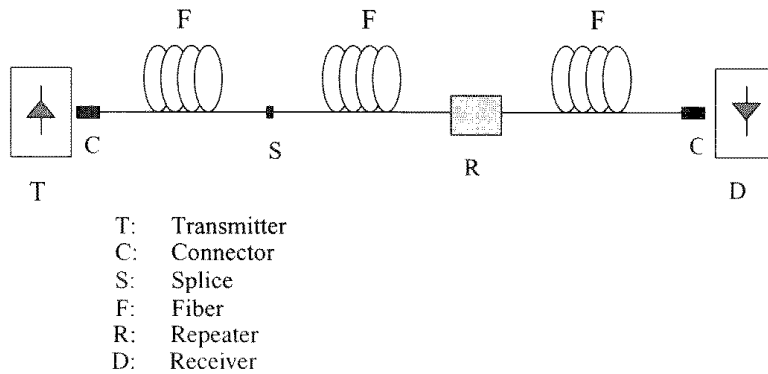 F F F
C S R C
T D
T: Transmitter
C: Connector
S: Splice
F: Fiber
R: Repeater
D: Receiver